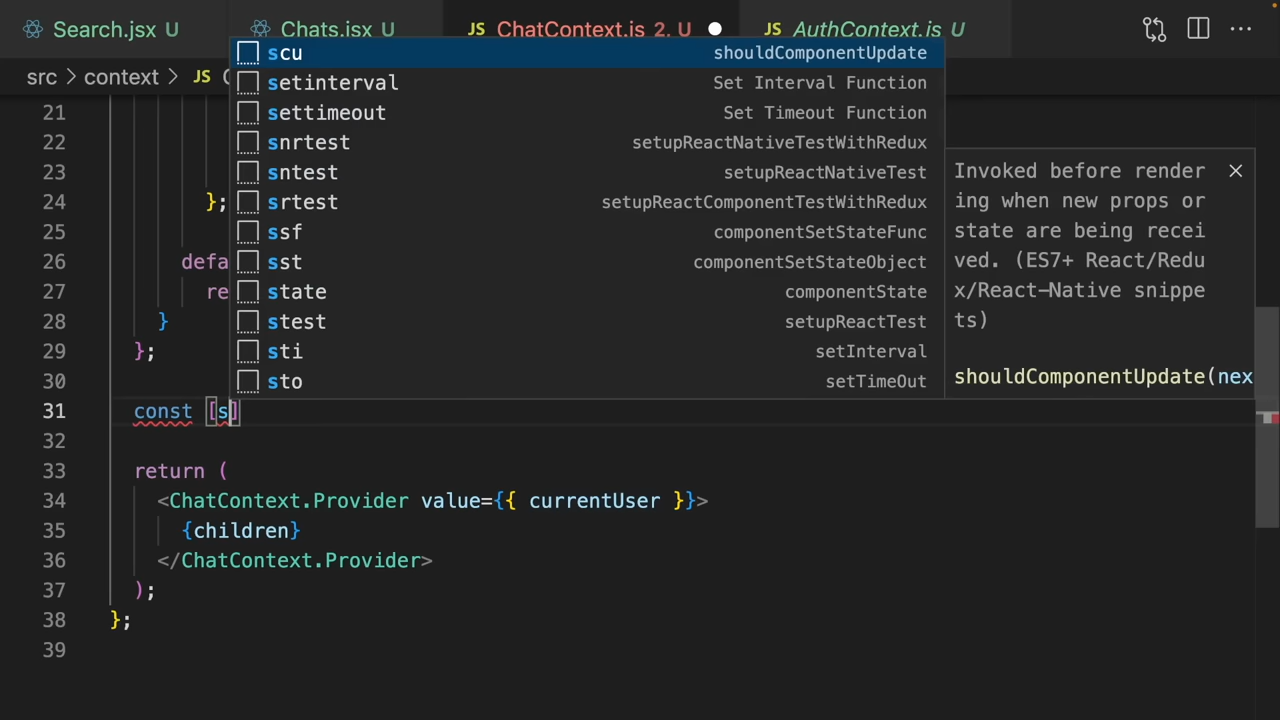 Search.jsx U Chats.jsx U JS ChatContext.js 2, U JS AuthContext.js U
src > context > JS
scu shouldComponentUpdate
setinterval Set Interval Function
settimeout Set Timeout Function
snrtest setupReactNativeTestWithRedux
sntest setupReactNativeTest
srtest setupReactComponentTestWithRedux
ssf componentSetStateFunc
sst componentSetStateObject
state componentState
stest setupReactTest
sti setInterval
sto setTimeOut
Invoked before render
ing when new props or
state are being recei
ved. (ES7+ React/Redu
x/React-Native snippe
ts)
shouldComponentUpdate(nex
21
22
23
24 };
25
26 defa
27 re
28 }
29 };
30
31 const [s]
32
33 return (
34 <ChatContext.Provider value={{ currentUser }}>
35 {children}
36 </ChatContext.Provider>
37 );
38 };
39